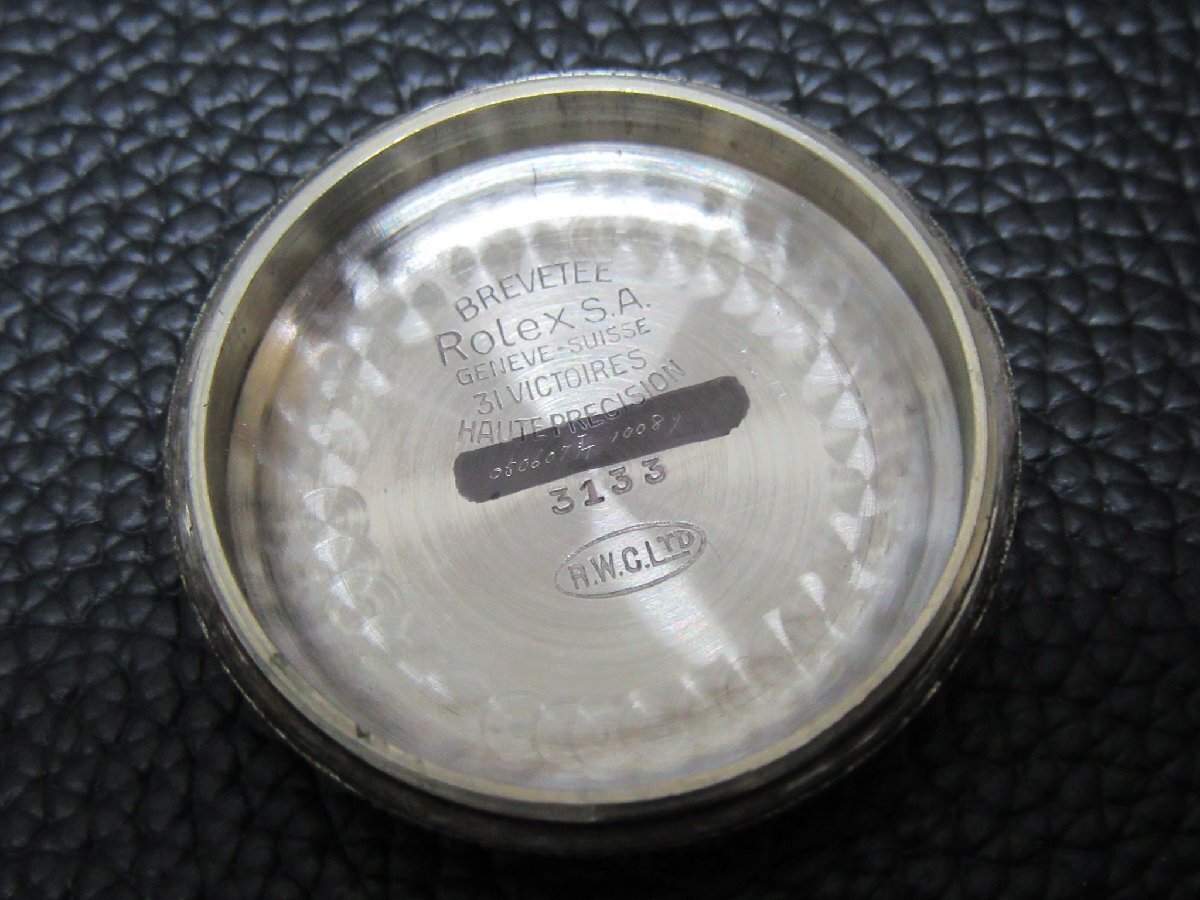 BREVETEE
Rolex S.A.
GENEVE-SUISSE
31 VICTOIRES
HAUTE PRECISION
3133
R.W.C.LTD